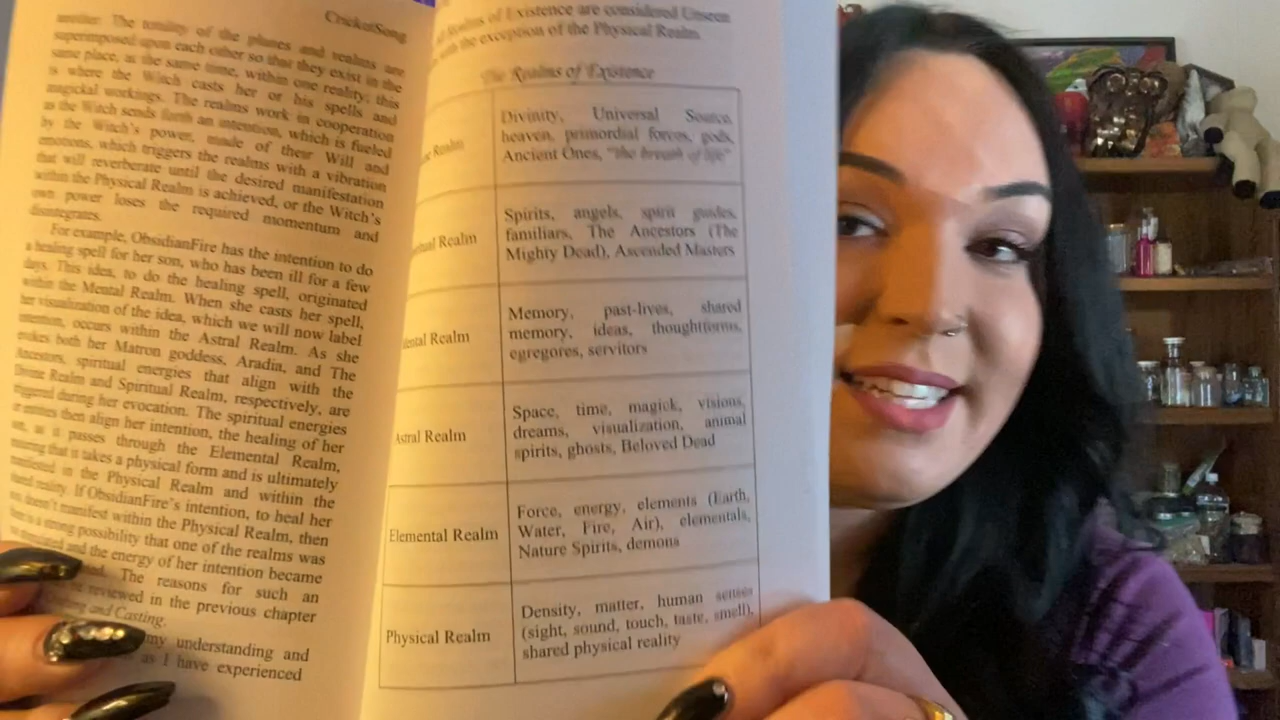 CricketSong
another. The totality of the planes and realms are
superimposed upon each other so that they exist in the
same place, at the same time, within one reality; this
is where the Witch casts her or his spells and
magickal workings. The realms work in cooperation
as the Witch sends forth an intention, which is fueled
by the Witch's power, made of their Will and
emotions, which triggers the realms with a vibration
that will reverberate until the desired manifestation
within the Physical Realm is achieved, or the Witch's
own power loses the required momentum and
disintegrates.
For example, ObsidianFire has the intention to do
a healing spell for her son, who has been ill for a few
days. This idea, to do the healing spell, originated
within the Mental Realm. When she casts her spell,
her visualization of the idea, which we will now label
intention, occurs within the Astral Realm. As she
evokes both her Matron goddess, Aradia, and The
Ancestors, spiritual energies that align with the
Divine Realm and Spiritual Realm, respectively, are
triggered during her evocation. The spiritual energies
or entities then align her intention, the healing of her
son, as it passes through the Elemental Realm,
ensuring that it takes a physical form and is ultimately
manifested in the Physical Realm and within the
shared reality. If ObsidianFire's intention, to heal her
son, doesn't manifest within the Physical Realm, then
there is a strong possibility that one of the realms was
and the energy of her intention became
The reasons for such an
reviewed in the previous chapter
and Casting.
my understanding and
as I have experienced
Realms of Existence are considered Unseen
with the exception of the Physical Realm.
The Realms of Existence
Realm
Divinity, Universal Source,
heaven, primordial forces, gods,
Ancient Ones, "the breath of life"
Realm
Spirits, angels, spirit guides,
familiars, The Ancestors (The
Mighty Dead), Ascended Masters
Mental Realm
Memory, past-lives, shared
memory, ideas, thoughtforms,
egregores, servitors
Astral Realm
Space, time, magick, visions,
dreams, visualization, animal
spirits, ghosts, Beloved Dead
Elemental Realm
Force, energy, elements (Earth,
Water, Fire, Air), elementals,
Nature Spirits, demons
Physical Realm
Density, matter, human senses
(sight, sound, touch, taste, smell),
shared physical reality